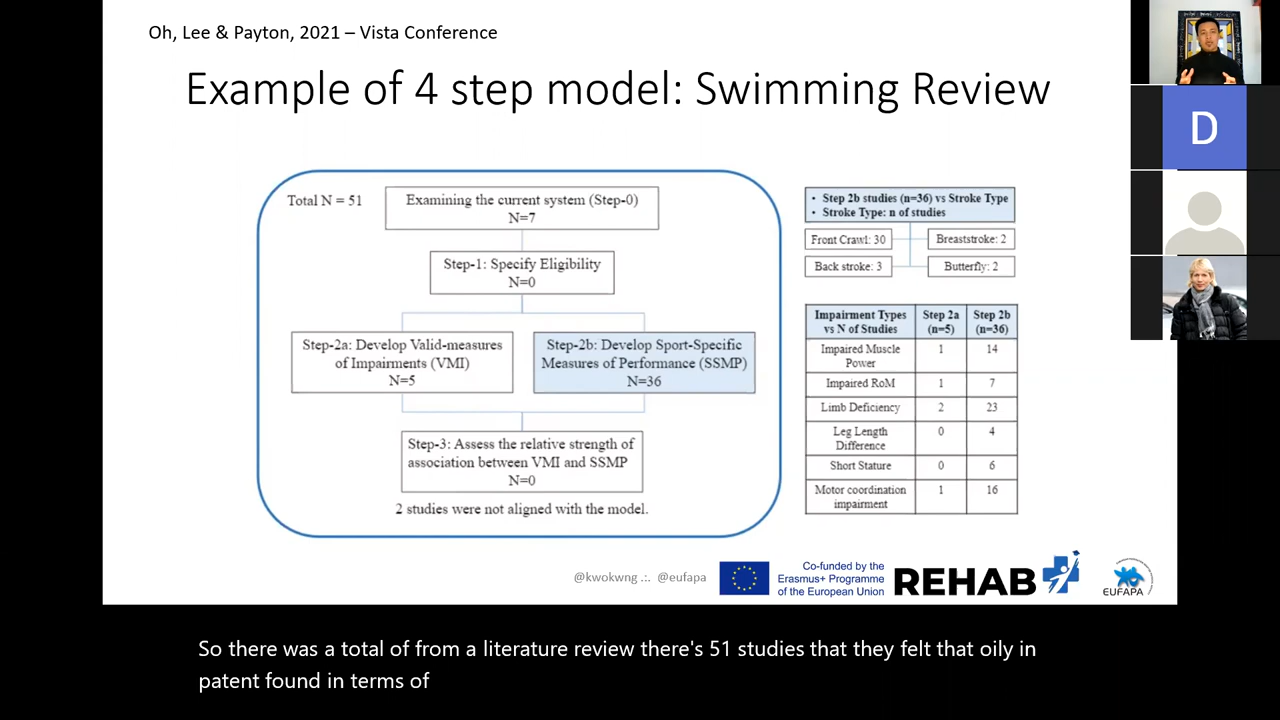 Oh, Lee & Payton, 2021 – Vista Conference
Example of 4 step model: Swimming Review
Total N = 51
Examining the current system (Step-0)
N=7
Step-1: Specify Eligibility
N=0
Step-2a: Develop Valid-measures
of Impairments (VMI)
N=5
Step-2b: Develop Sport-Specific
Measures of Performance (SSMP)
N=36
Step-3: Assess the relative strength of
association between VMI and SSMP
N=0
2 studies were not aligned with the model.
• Step 2b studies (n=36) vs Stroke Type
• Stroke Type: n of studies
Front Crawl: 30
Breaststroke: 2
Back stroke: 3
Butterfly: 2
Impairment Types
vs N of Studies
Step 2a
(n=5)
Step 2b
(n=36)
Impaired Muscle
Power
1
14
Impaired RoM
1
7
Limb Deficiency
2
23
Leg Length
Difference
0
4
Short Stature
0
6
Motor coordination
impairment
1
16
@kwokwng .:. @eufapa
Co-funded by the
Erasmus+ Programme
of the European Union
REHAB
EUFAPA
D
So there was a total of from a literature review there's 51 studies that they felt that oily in
patent found in terms of